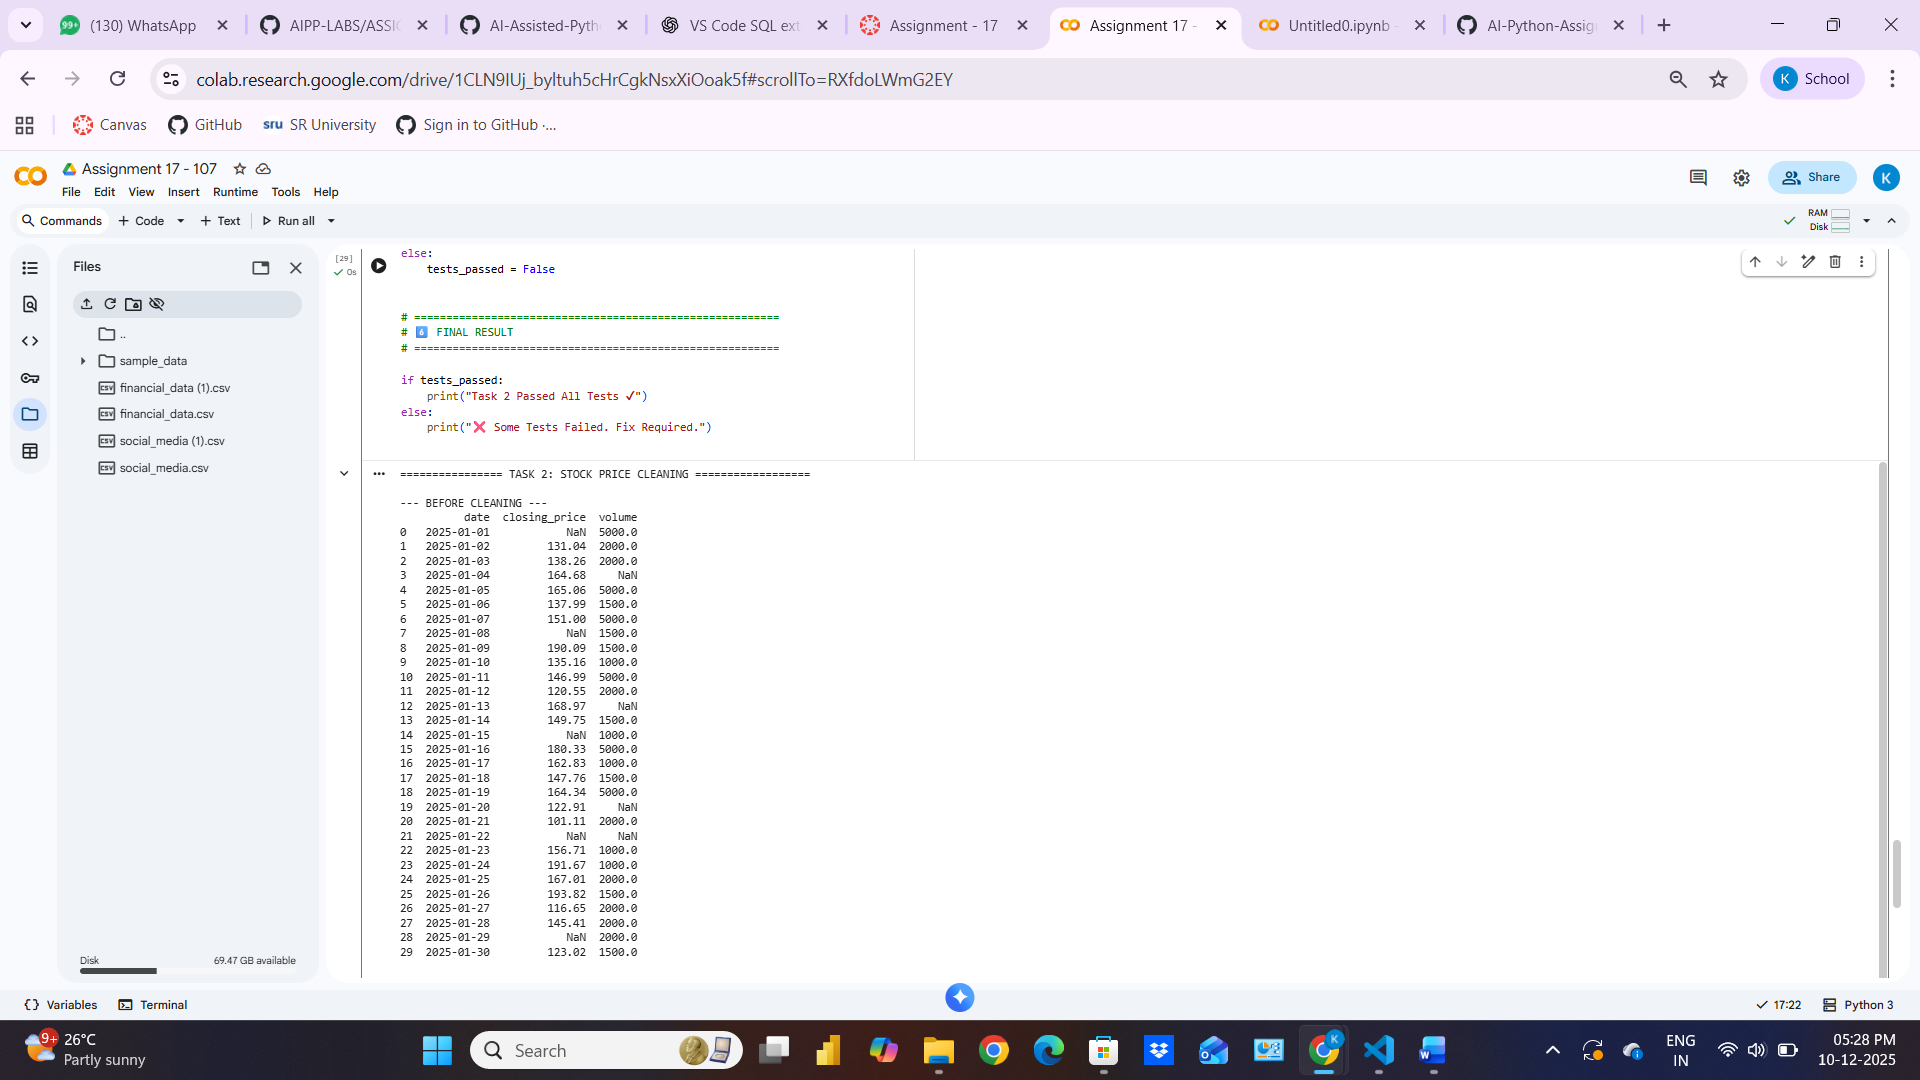 (130) WhatsApp
AIPP-LABS/ASSIG
AI-Assisted-Pyth
VS Code SQL ext
Assignment - 17
Assignment 17 -
Untitled0.ipynb -
AI-Python-Assig
colab.research.google.com/drive/1CLN9IUj_byltuh5cHrCgkNsxXiOoak5f#scrollTo=RXfdoLWmG2EY
K School
Canvas
GitHub
sru SR University
Sign in to GitHub ·...
Assignment 17 - 107
File Edit View Insert Runtime Tools Help
Share
K
Commands + Code + Text Run all
RAM
Disk
Files
..
sample_data
financial_data (1).csv
financial_data.csv
social_media (1).csv
social_media.csv
Disk 69.47 GB available
[29]
0s
else:
tests_passed = False
# =========================================================
# 6️⃣ FINAL RESULT
# =========================================================
if tests_passed:
print("Task 2 Passed All Tests ✔")
else:
print("❌ Some Tests Failed. Fix Required.")
================ TASK 2: STOCK PRICE CLEANING ==================
--- BEFORE CLEANING ---
date closing_price volume
0 2025-01-01 NaN 5000.0
1 2025-01-02 131.04 2000.0
2 2025-01-03 138.26 2000.0
3 2025-01-04 164.68 NaN
4 2025-01-05 165.06 5000.0
5 2025-01-06 137.99 1500.0
6 2025-01-07 151.00 5000.0
7 2025-01-08 NaN 1500.0
8 2025-01-09 190.09 1500.0
9 2025-01-10 135.16 1000.0
10 2025-01-11 146.99 5000.0
11 2025-01-12 120.55 2000.0
12 2025-01-13 168.97 NaN
13 2025-01-14 149.75 1500.0
14 2025-01-15 NaN 1000.0
15 2025-01-16 180.33 5000.0
16 2025-01-17 162.83 1000.0
17 2025-01-18 147.76 1500.0
18 2025-01-19 164.34 5000.0
19 2025-01-20 122.91 NaN
20 2025-01-21 101.11 2000.0
21 2025-01-22 NaN NaN
22 2025-01-23 156.71 1000.0
23 2025-01-24 191.67 1000.0
24 2025-01-25 167.01 2000.0
25 2025-01-26 193.82 1500.0
26 2025-01-27 116.65 2000.0
27 2025-01-28 145.41 2000.0
28 2025-01-29 NaN 2000.0
29 2025-01-30 123.02 1500.0
Variables
Terminal
17:22
Python 3
9+
26°C
Partly sunny
Search
ENG
IN
05:28 PM
10-12-2025